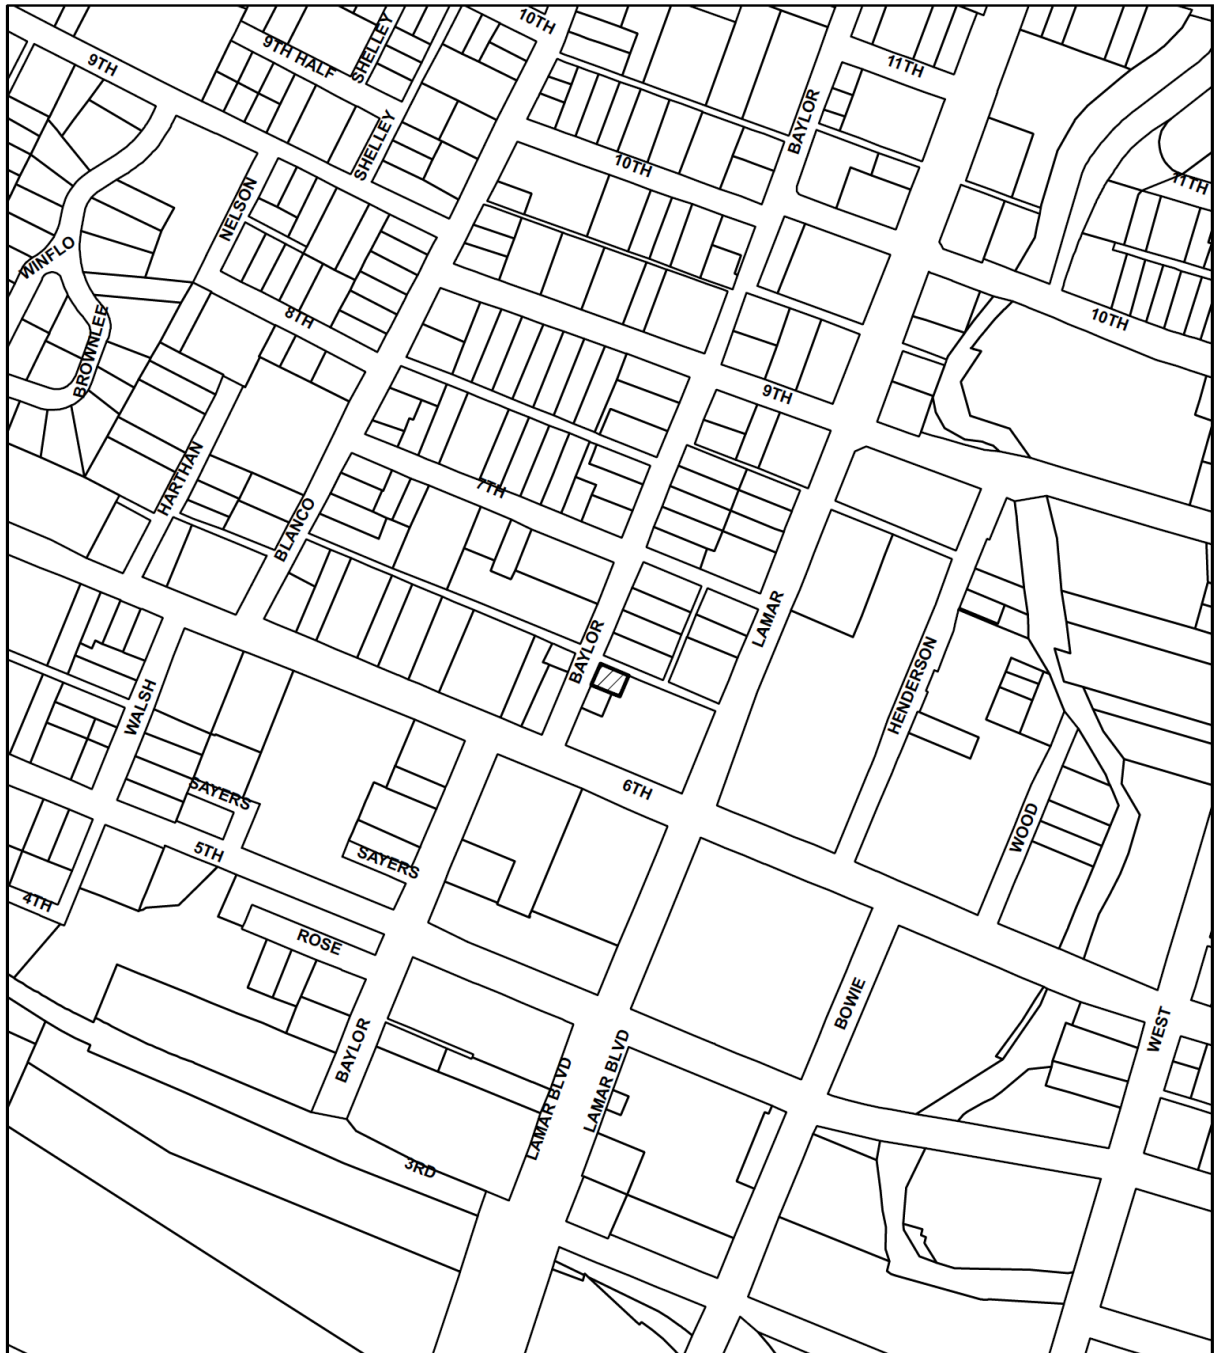 10TH
SHELLEY
9TH HALF
9TH
11TH
BAYLOR
SHELLEY
10TH
11TH
NELSON
WINFLO
8TH
10TH
BROWNLEE
9TH
HARTHAN
7TH
BLANCO
LAMAR
BAYLOR
HENDERSON
WALSH
6TH
SAYERS
WOOD
5TH
SAYERS
4TH
ROSE
BOWIE
WEST
BAYLOR
LAMAR BLVD
LAMAR BLVD
3RD